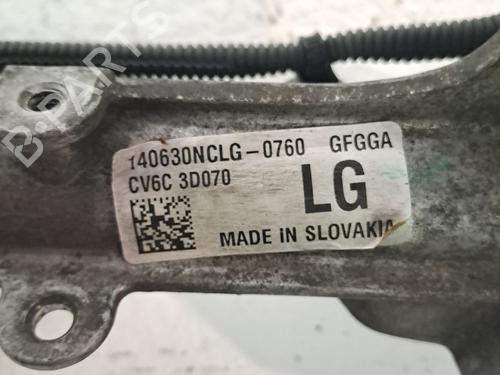 140630NCLG-0760 GFGGA
CV6C 3D070
LG
MADE IN SLOVAKIA
B-PARTS